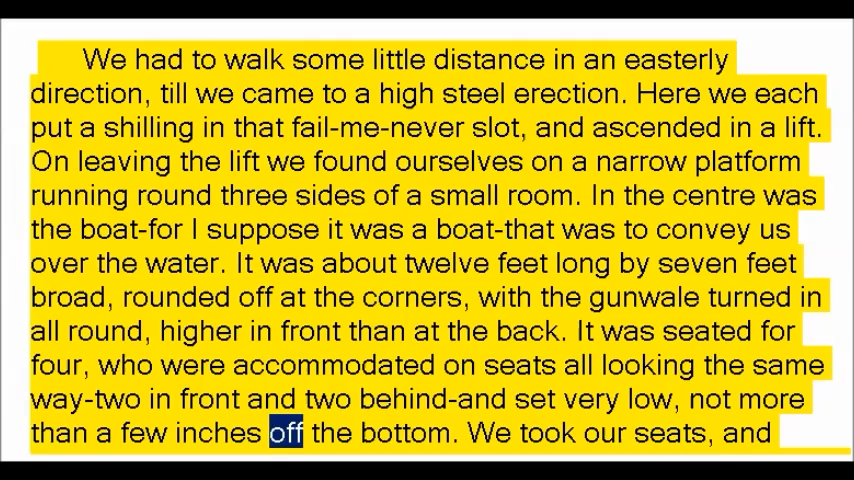 We had to walk some little distance in an easterly
direction, till we came to a high steel erection. Here we each
put a shilling in that fail-me-never slot, and ascended in a lift.
On leaving the lift we found ourselves on a narrow platform
running round three sides of a small room. In the centre was
the boat-for I suppose it was a boat-that was to convey us
over the water. It was about twelve feet long by seven feet
broad, rounded off at the corners, with the gunwale turned in
all round, higher in front than at the back. It was seated for
four, who were accommodated on seats all looking the same
way-two in front and two behind-and set very low, not more
than a few inches off the bottom. We took our seats, and